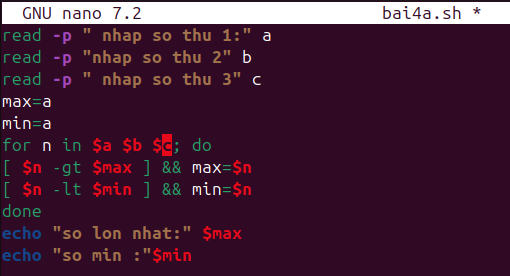 GNU nano 7.2 bai4a.sh *
read -p " nhap so thu 1:" a
read -p "nhap so thu 2" b
read -p " nhap so thu 3" c
max=a
min=a
for n in $a $b $c; do
[ $n -gt $max ] && max=$n
[ $n -lt $min ] && min=$n
done
echo "so lon nhat:" $max
echo "so min :"$min